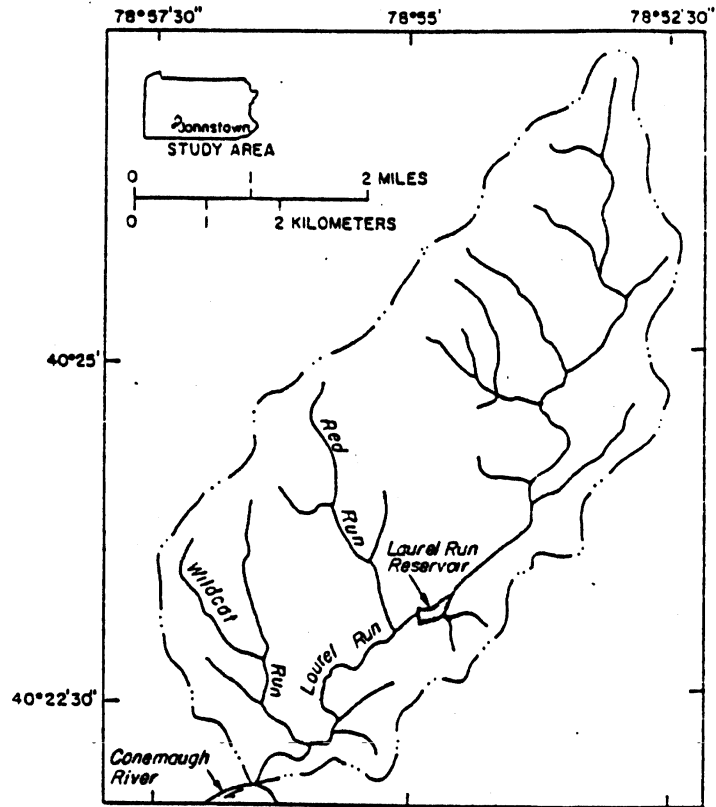 78°57'30"
78°55'
78°52'30"
Johnstown
STUDY AREA
0
2 MILES
0
1
2 KILOMETERS
40°25'
Red
Run
Laurel Run
Reservoir
Wildcat
Run
Laurel Run
40°22'30"
Conemaugh
River